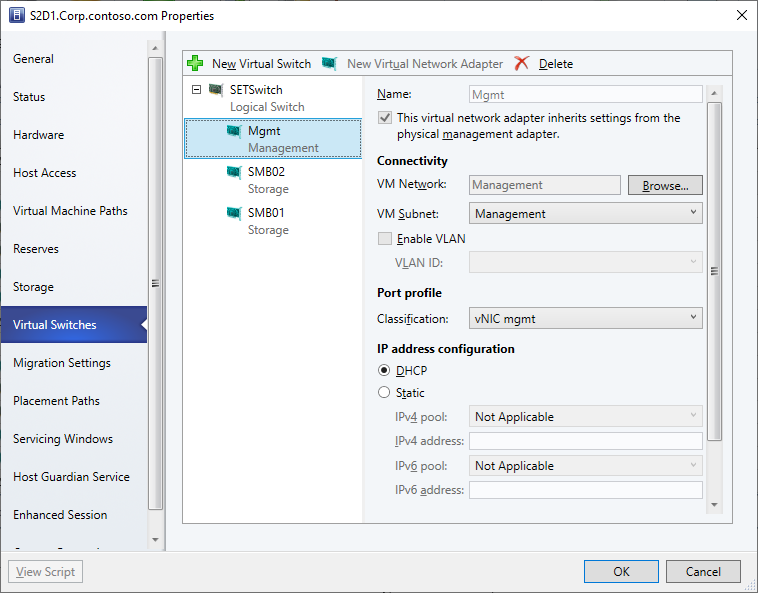 S2D1.Corp.contoso.com Properties
General
Status
Hardware
Host Access
Virtual Machine Paths
Reserves
Storage
Virtual Switches
Migration Settings
Placement Paths
Servicing Windows
Host Guardian Service
Enhanced Session
New Virtual Switch New Virtual Network Adapter Delete
SETSwitch
Logical Switch
Mgmt
Management
SMB02
Storage
SMB01
Storage
Name: Mgmt
This virtual network adapter inherits settings from the
physical management adapter.
Connectivity
VM Network: Management Browse...
VM Subnet: Management
Enable VLAN
VLAN ID:
Port profile
Classification: vNIC mgmt
IP address configuration
DHCP
Static
IPv4 pool: Not Applicable
IPv4 address:
IPv6 pool: Not Applicable
IPv6 address:
View Script OK Cancel